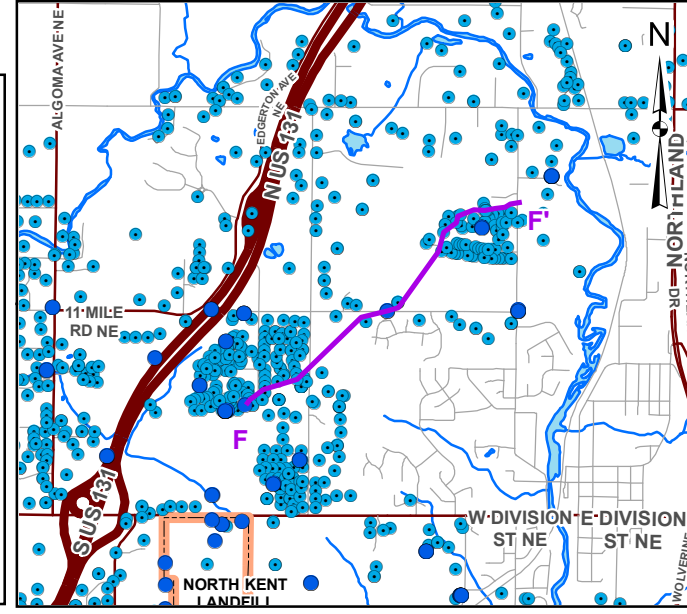 ALGOMA AVE NE
EDGERTON AVE
NE
N US 131
N
NORTHLAND
DR
F'
11 MILE
RD NE
F
S US 131
W DIVISION
ST NE
E DIVISION
ST NE
NORTH KENT
LANDFILL
WOLVERINE